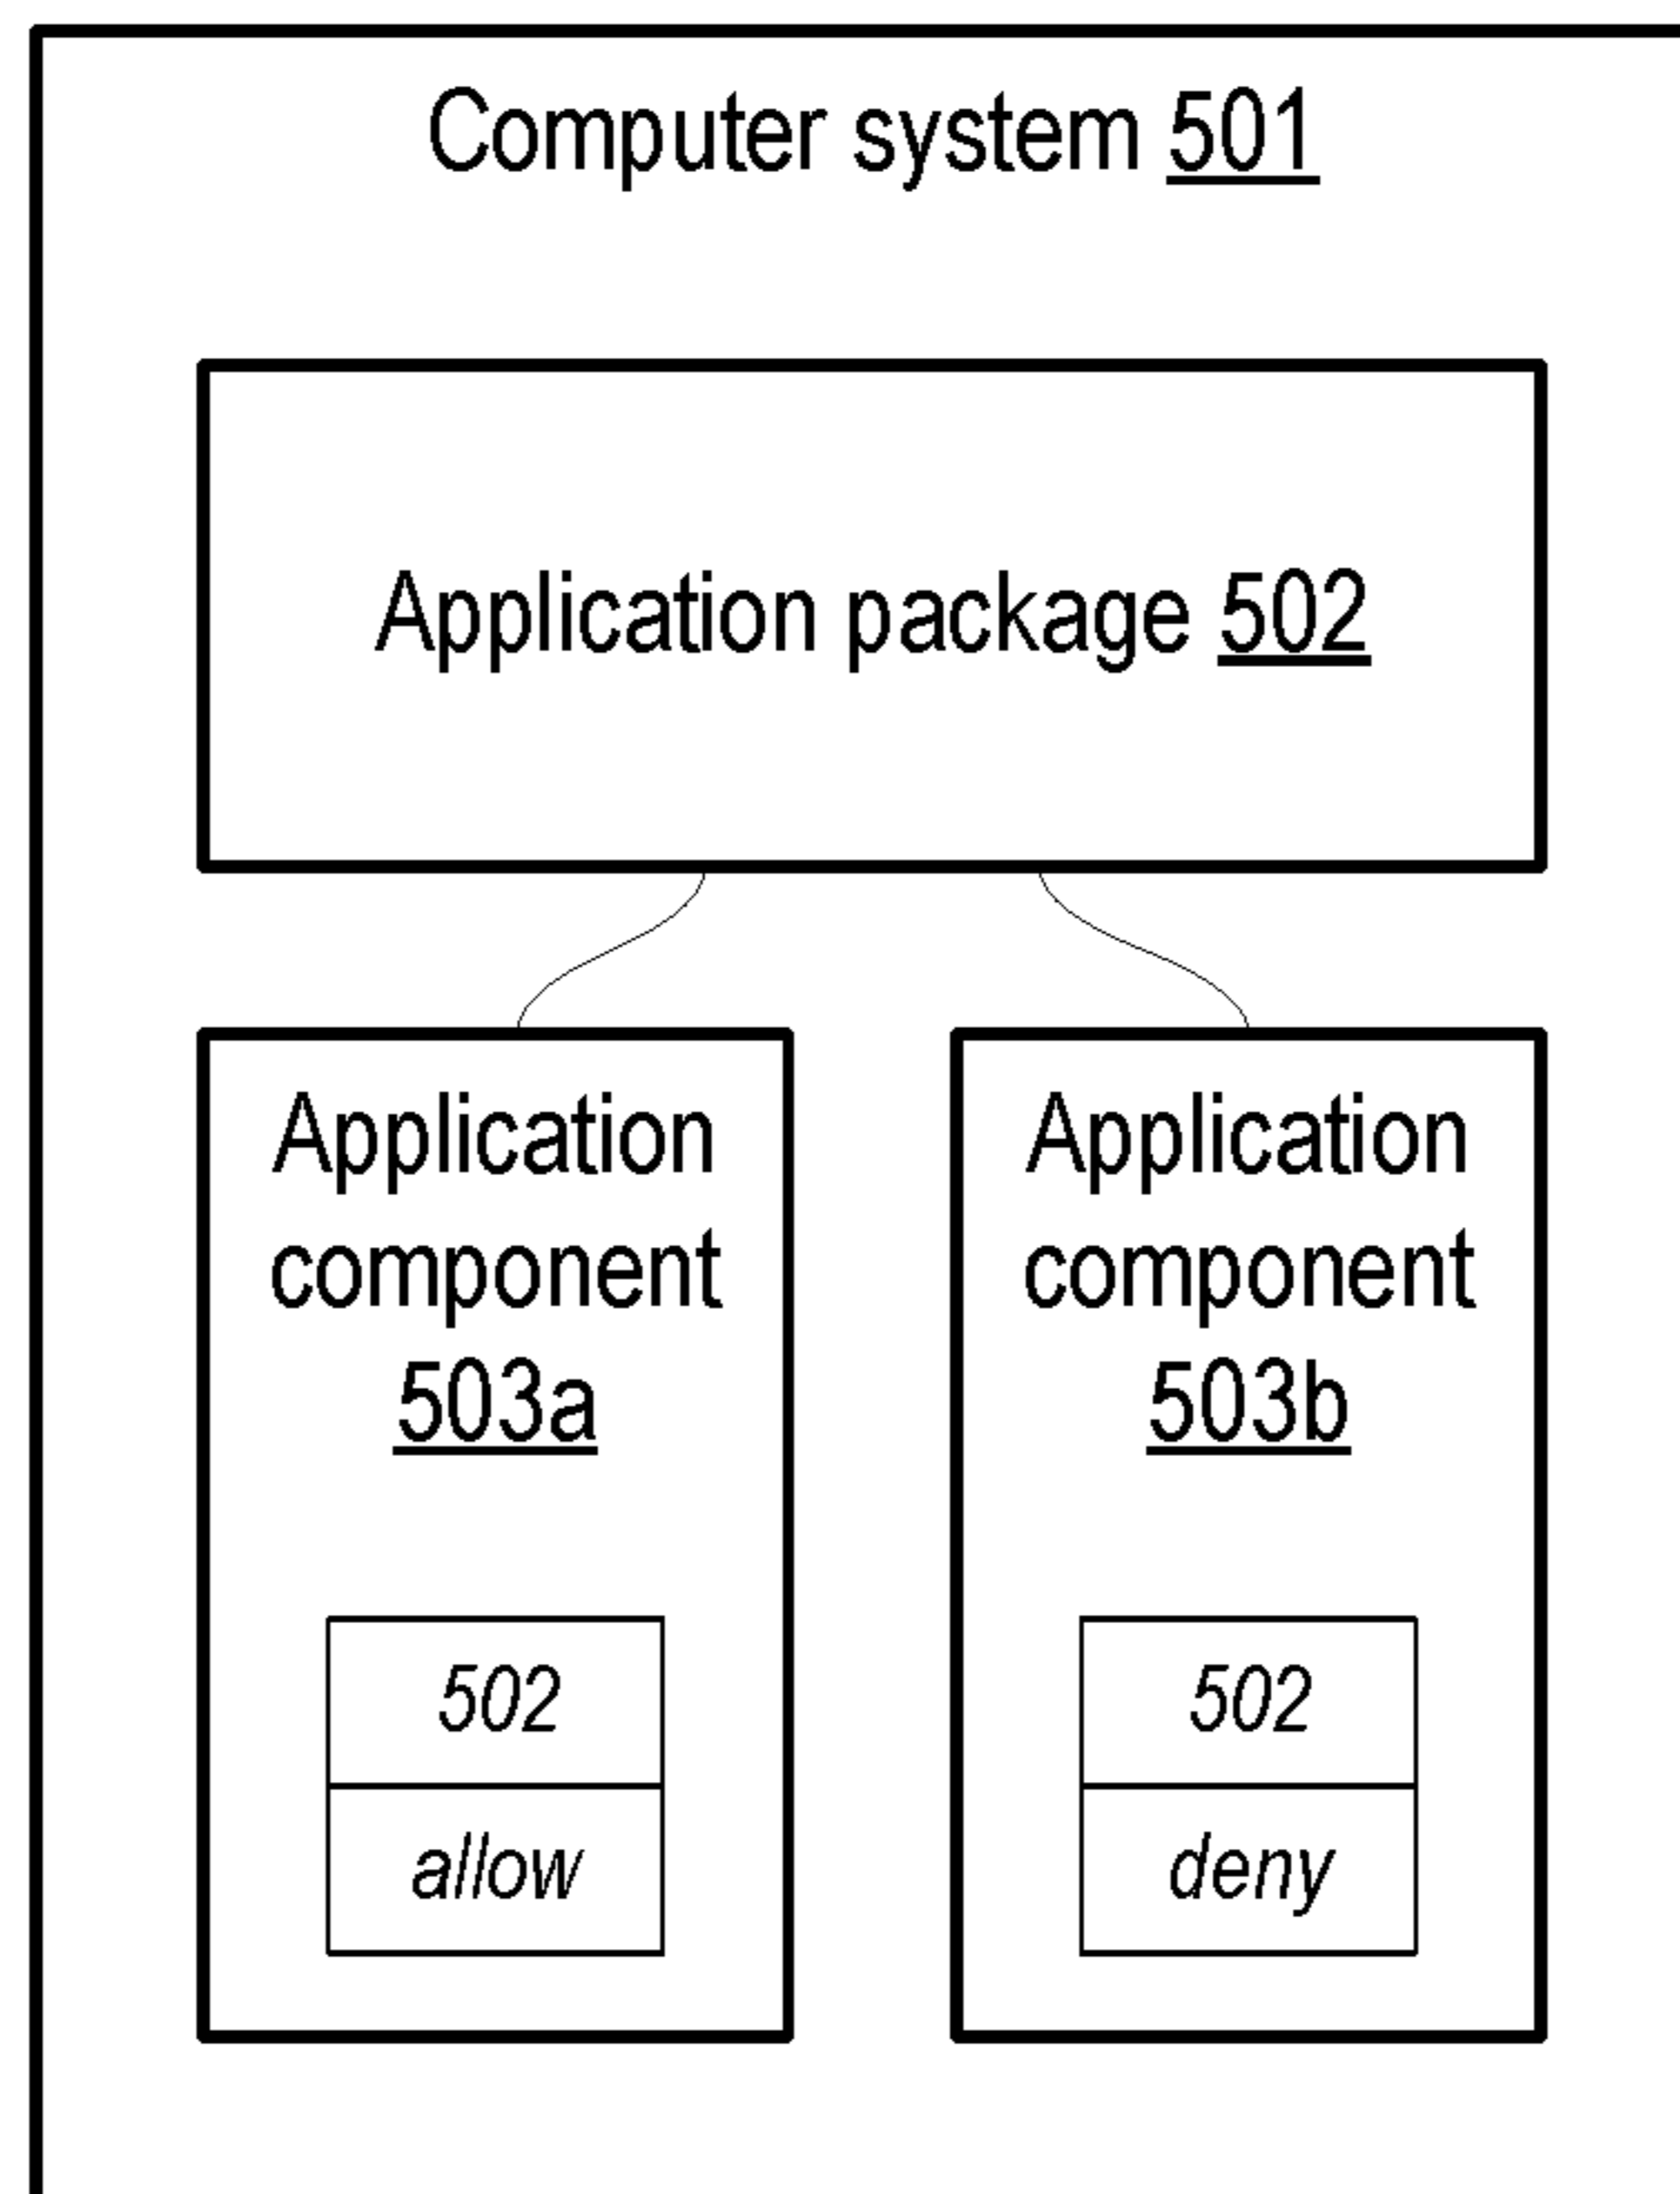 Computer system 501
Application package 502
Application
component
503a
502
allow
Application
component
503b
502
deny